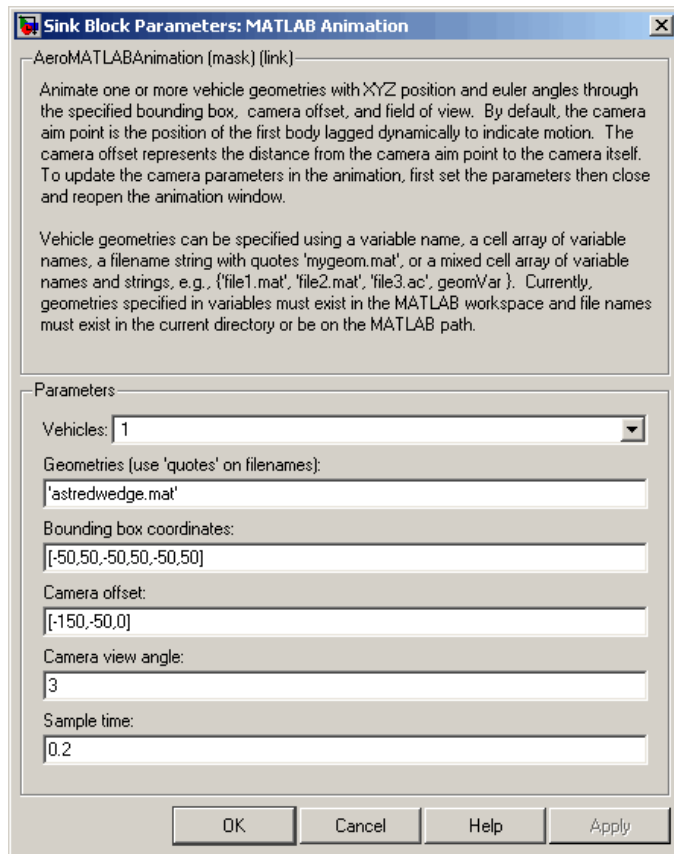 Sink Block Parameters: MATLAB Animation
AeroMATLABAnimation (mask) (link)
Animate one or more vehicle geometries with XYZ position and euler angles through
the specified bounding box,  camera offset, and field of view.  By default, the camera
aim point is the position of the first body lagged dynamically to indicate motion.  The
camera offset represents the distance from the camera aim point to the camera itself.
To update the camera parameters in the animation, first set the parameters then close
and reopen the animation window.
Vehicle geometries can be specified using a variable name, a cell array of variable
names, a filename string with quotes 'mygeom.mat', or a mixed cell array of variable
names and strings, e.g., {'file1.mat', 'file2.mat', 'file3.ac', geomVar }.  Currently,
geometries specified in variables must exist in the MATLAB workspace and file names
must exist in the current directory or be on the MATLAB path.
Parameters
Vehicles: 1
Geometries (use 'quotes' on filenames):
'astredwedge.mat'
Bounding box coordinates:
[-50,50,-50,50,-50,50]
Camera offset:
[-150,-50,0]
Camera view angle:
3
Sample time:
0.2
OK Cancel Help Apply